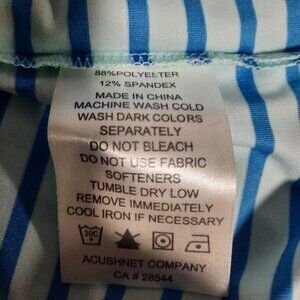 88%POLYESTER
12% SPANDEX
MADE IN CHINA
MACHINE WASH COLD
WASH DARK COLORS
SEPARATELY
DO NOT BLEACH
DO NOT USE FABRIC
SOFTENERS
TUMBLE DRY LOW
REMOVE IMMEDIATELY
COOL IRON IF NECESSARY
30C
ACUSHNET COMPANY
CA # 28544